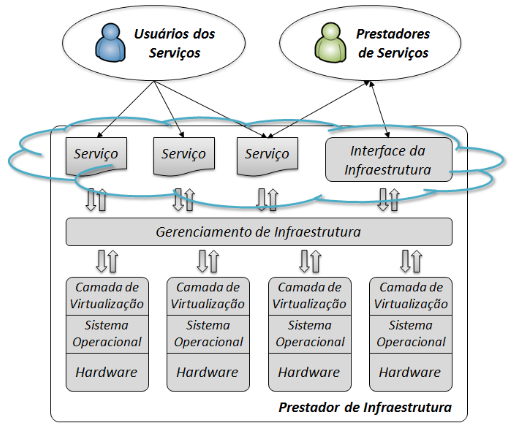 Usuários dos
Serviços
Prestadores
de Serviços
Serviço
Serviço
Serviço
Interface da
Infraestrutura
Gerenciamento de Infraestrutura
Camada de
Virtualização
Sistema
Operacional
Hardware
Camada de
Virtualização
Sistema
Operacional
Hardware
Camada de
Virtualização
Sistema
Operacional
Hardware
Camada de
Virtualização
Sistema
Operacional
Hardware
Prestador de Infraestrutura